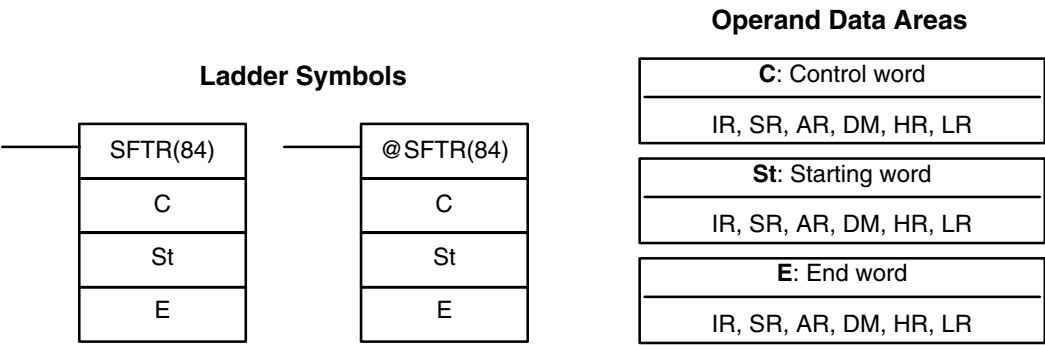 Ladder Symbols
SFTR(84)
C
St
E
@SFTR(84)
C
St
E
Operand Data Areas
C: Control word
IR, SR, AR, DM, HR, LR
St: Starting word
IR, SR, AR, DM, HR, LR
E: End word
IR, SR, AR, DM, HR, LR